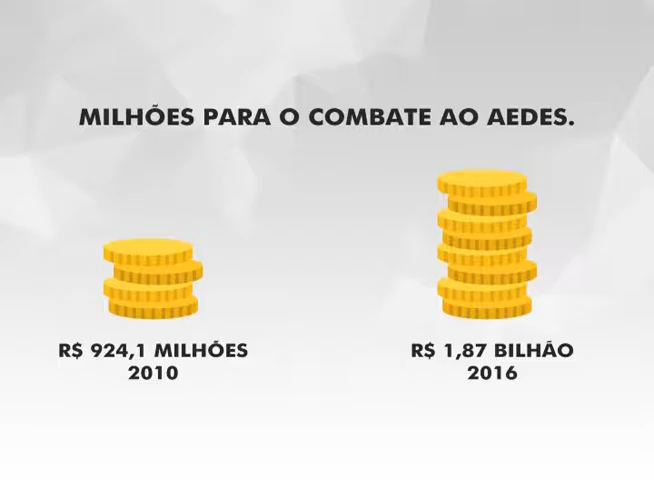 MILHÕES PARA O COMBATE AO AEDES.
R$ 924,1 MILHÕES
2010
R$ 1,87 BILHÃO
2016